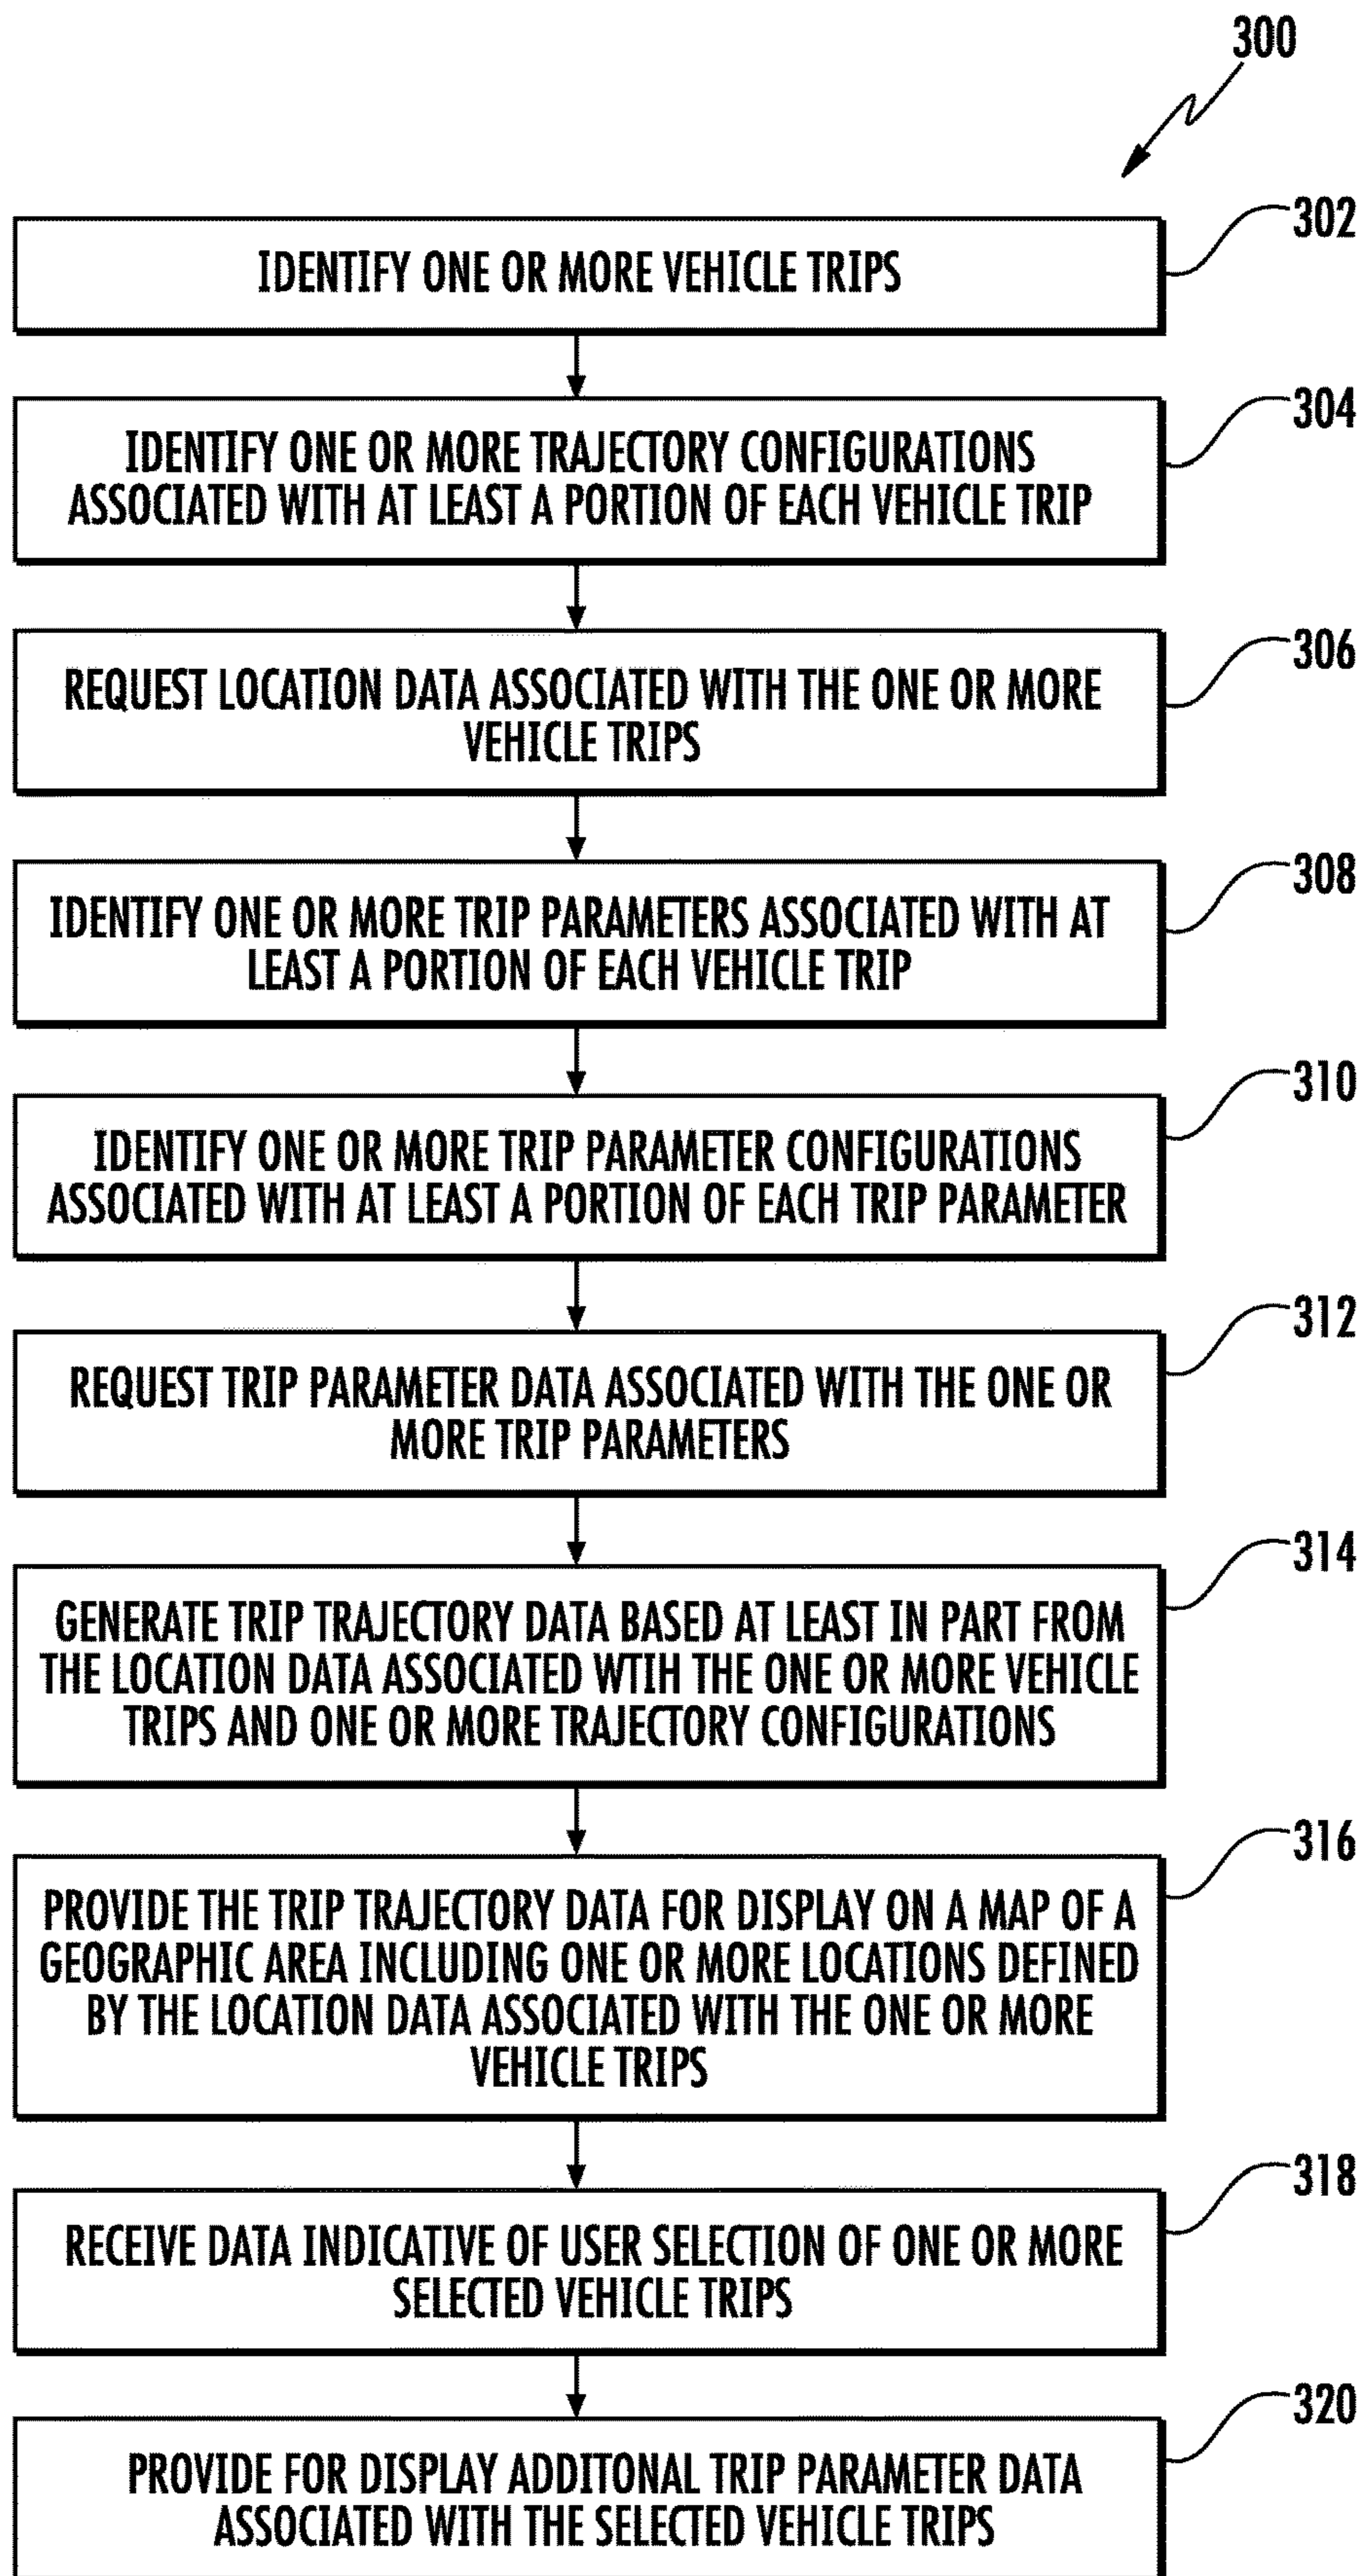 300
302
IDENTIFY ONE OR MORE VEHICLE TRIPS
304
IDENTIFY ONE OR MORE TRAJECTORY CONFIGURATIONS
ASSOCIATED WITH AT LEAST A PORTION OF EACH VEHICLE TRIP
306
REQUEST LOCATION DATA ASSOCIATED WITH THE ONE OR MORE
VEHICLE TRIPS
308
IDENTIFY ONE OR MORE TRIP PARAMETERS ASSOCIATED WITH AT
LEAST A PORTION OF EACH VEHICLE TRIP
310
IDENTIFY ONE OR MORE TRIP PARAMETER CONFIGURATIONS
ASSOCIATED WITH AT LEAST A PORTION OF EACH TRIP PARAMETER
312
REQUEST TRIP PARAMETER DATA ASSOCIATED WITH THE ONE OR
MORE TRIP PARAMETERS
314
GENERATE TRIP TRAJECTORY DATA BASED AT LEAST IN PART FROM
THE LOCATION DATA ASSOCIATED WTIH THE ONE OR MORE VEHICLE
TRIPS AND ONE OR MORE TRAJECTORY CONFIGURATIONS
316
PROVIDE THE TRIP TRAJECTORY DATA FOR DISPLAY ON A MAP OF A
GEOGRAPHIC AREA INCLUDING ONE OR MORE LOCATIONS DEFINED
BY THE LOCATION DATA ASSOCIATED WITH THE ONE OR MORE
VEHICLE TRIPS
318
RECEIVE DATA INDICATIVE OF USER SELECTION OF ONE OR MORE
SELECTED VEHICLE TRIPS
320
PROVIDE FOR DISPLAY ADDITONAL TRIP PARAMETER DATA
ASSOCIATED WITH THE SELECTED VEHICLE TRIPS